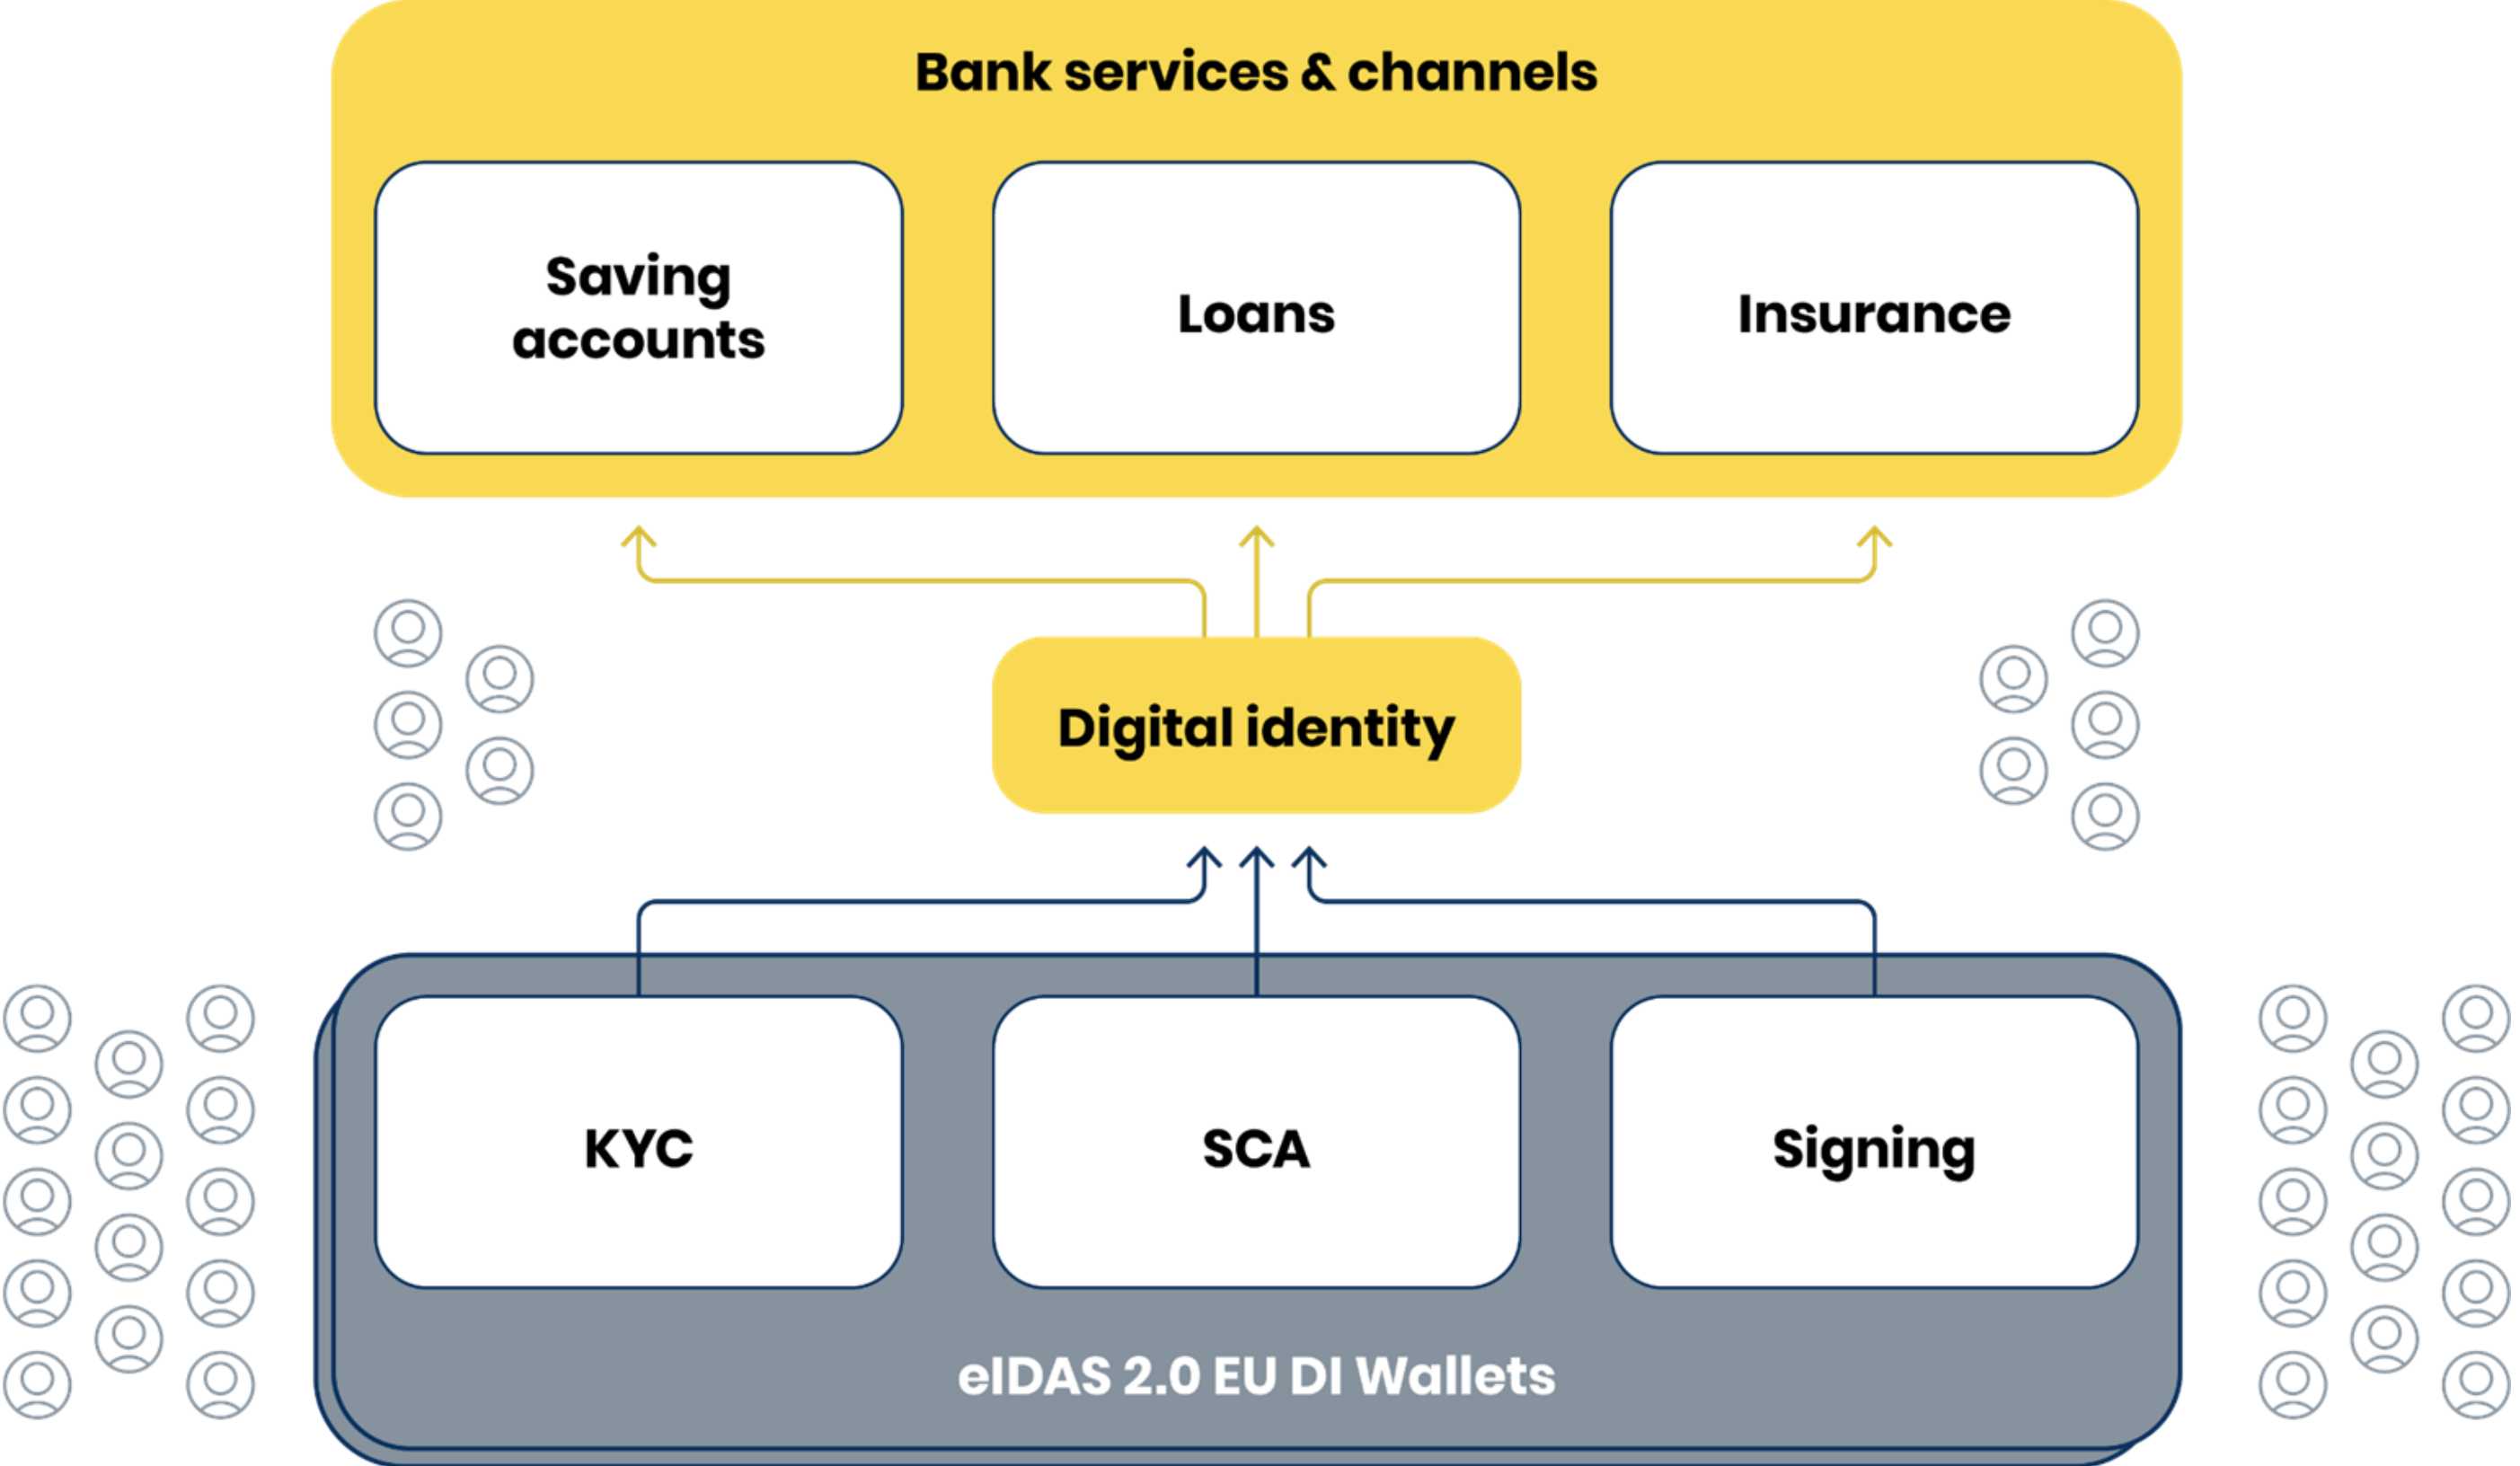 Bank services & channels
Saving
accounts
Loans
Insurance
Digital identity
KYC
SCA
Signing
eIDAS 2.0 EU DI Wallets